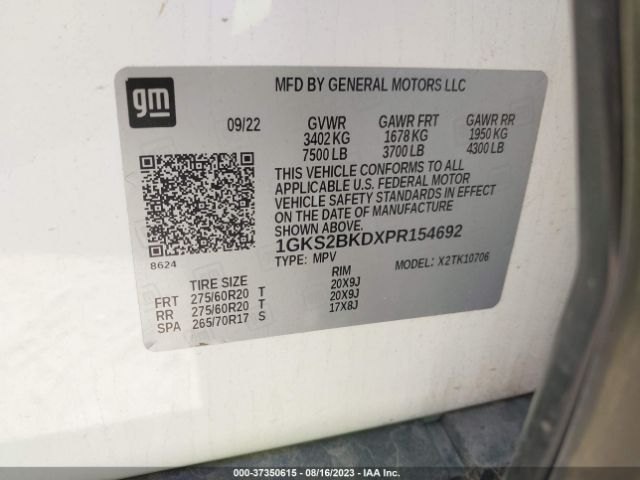 gm
MFD BY GENERAL MOTORS LLC
09/22 GVWR GAWR FRT GAWR RR
3402 KG 1678 KG 1950 KG
7500 LB 3700 LB 4300 LB
THIS VEHICLE CONFORMS TO ALL
APPLICABLE U.S. FEDERAL MOTOR
VEHICLE SAFETY STANDARDS IN EFFECT
ON THE DATE OF MANUFACTURE
SHOWN ABOVE.
1GKS2BKDXPR154692
8624
TYPE: MPV MODEL: X2TK10706
TIRE SIZE RIM
FRT 275/60R20 T 20X9J
RR 275/60R20 T 20X9J
SPA 265/70R17 S 17X8J
000-37350615 - 08/16/2023 - IAA Inc.